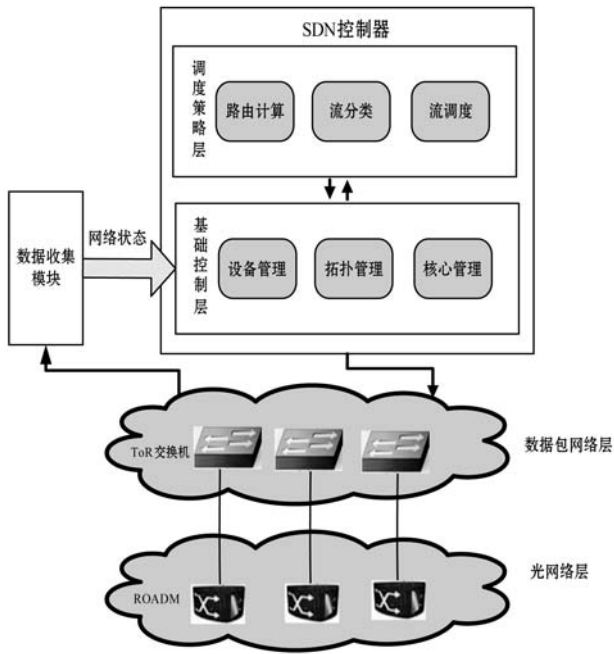 SDN控制器
调度策略层
路由计算
流分类
流调度
数据收集
模块
网络状态
基础控制层
设备管理
拓扑管理
核心管理
ToR交换机
数据包网络层
ROADM
光网络层